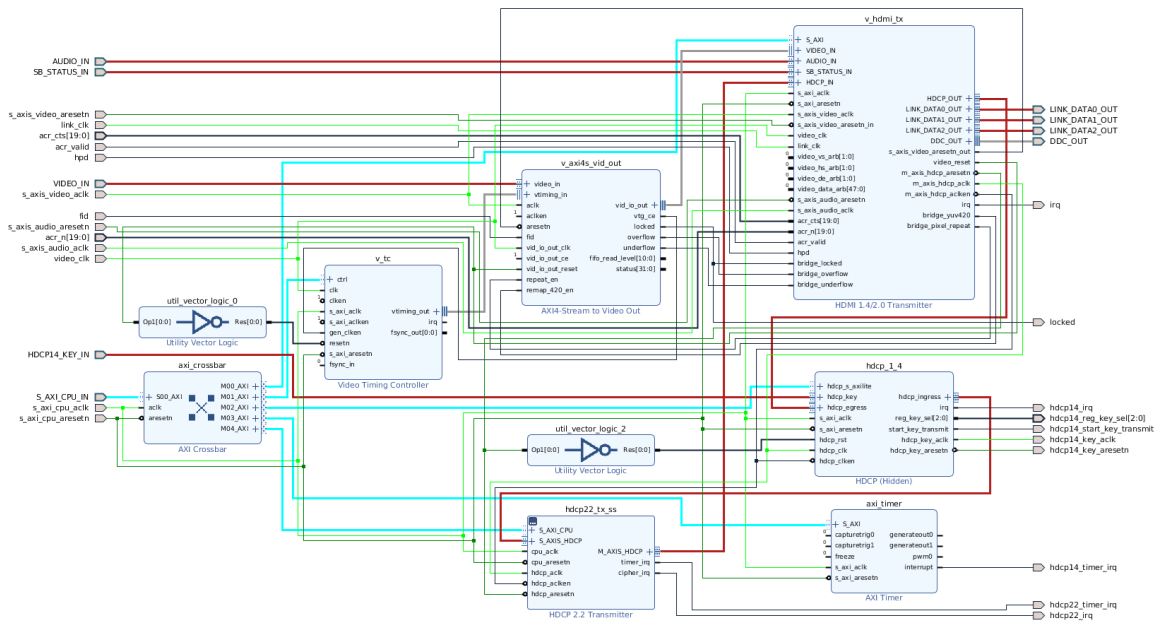 AUDIO_IN
SB_STATUS_IN
s_axis_video_aresetn
link_clk
acr_cts[19:0]
acr_valid
hpd
VIDEO_IN
s_axis_video_aclk
fid
s_axis_audio_aresetn
acr_n[19:0]
s_axis_audio_aclk
video_clk
HDCP14_KEY_IN
S_AXI_CPU_IN
s_axi_cpu_aclk
s_axi_cpu_aresetn
util_vector_logic_0
Op1[0:0]
Res[0:0]
Utility Vector Logic
axi_crossbar
S00_AXI
aclk
aresetn
M00_AXI
M01_AXI
M02_AXI
M03_AXI
M04_AXI
AXI Crossbar
v_tc
ctrl
clk
clken
s_axi_aclk
s_axi_aclken
gen_clken
resetn
s_axi_aresetn
fsync_in
vtiming_out
irq
fsync_out[0:0]
Video Timing Controller
v_axi4s_vid_out
video_in
vtiming_in
aclk
aclken
aresetn
fid
vid_io_out_clk
vid_io_out_ce
vid_io_out_reset
repeat_en
remap_420_en
vid_io_out
vtg_ce
locked
overflow
underflow
fifo_read_level[10:0]
status[31:0]
AXI4-Stream to Video Out
util_vector_logic_2
Op1[0:0]
Res[0:0]
Utility Vector Logic
hdcp22_tx_ss
S_AXI_CPU
S_AXIS_HDCP
cpu_aclk
cpu_aresetn
hdcp_aclk
hdcp_aclken
hdcp_aresetn
M_AXIS_HDCP
timer_irq
cipher_irq
HDCP 2.2 Transmitter
v_hdmi_tx
S_AXI
VIDEO_IN
AUDIO_IN
SB_STATUS_IN
HDCP_IN
s_axi_aclk
s_axi_aresetn
s_axis_video_aclk
s_axis_video_aresetn_in
video_clk
link_clk
video_vs_arb[1:0]
video_hs_arb[1:0]
video_de_arb[1:0]
video_data_arb[47:0]
s_axis_audio_aresetn
s_axis_audio_aclk
acr_cts[19:0]
acr_n[19:0]
acr_valid
hpd
bridge_locked
bridge_overflow
bridge_underflow
HDCP_OUT
LINK_DATA0_OUT
LINK_DATA1_OUT
LINK_DATA2_OUT
DDC_OUT
s_axis_video_aresetn_out
video_reset
m_axis_hdcp_aresetn
m_axis_hdcp_aclk
m_axis_hdcp_aclken
irq
bridge_yuv420
bridge_pixel_repeat
HDMI 1.4/2.0 Transmitter
hdcp_1_4
hdcp_s_axilite
hdcp_key
hdcp_egress
s_axi_aclk
s_axi_aresetn
hdcp_rst
hdcp_clk
hdcp_clken
hdcp_ingress
irq
reg_key_sel[2:0]
start_key_transmit
hdcp_key_aclk
hdcp_key_aresetn
HDCP (Hidden)
axi_timer
S_AXI
capturetrig0
capturetrig1
freeze
s_axi_aclk
s_axi_aresetn
generateout0
generateout1
pwm0
interrupt
AXI Timer
LINK_DATA0_OUT
LINK_DATA1_OUT
LINK_DATA2_OUT
DDC_OUT
irq
locked
hdcp14_irq
hdcp14_reg_key_sel[2:0]
hdcp14_start_key_transmit
hdcp14_key_aclk
hdcp14_key_aresetn
hdcp14_timer_irq
hdcp22_timer_irq
hdcp22_irq